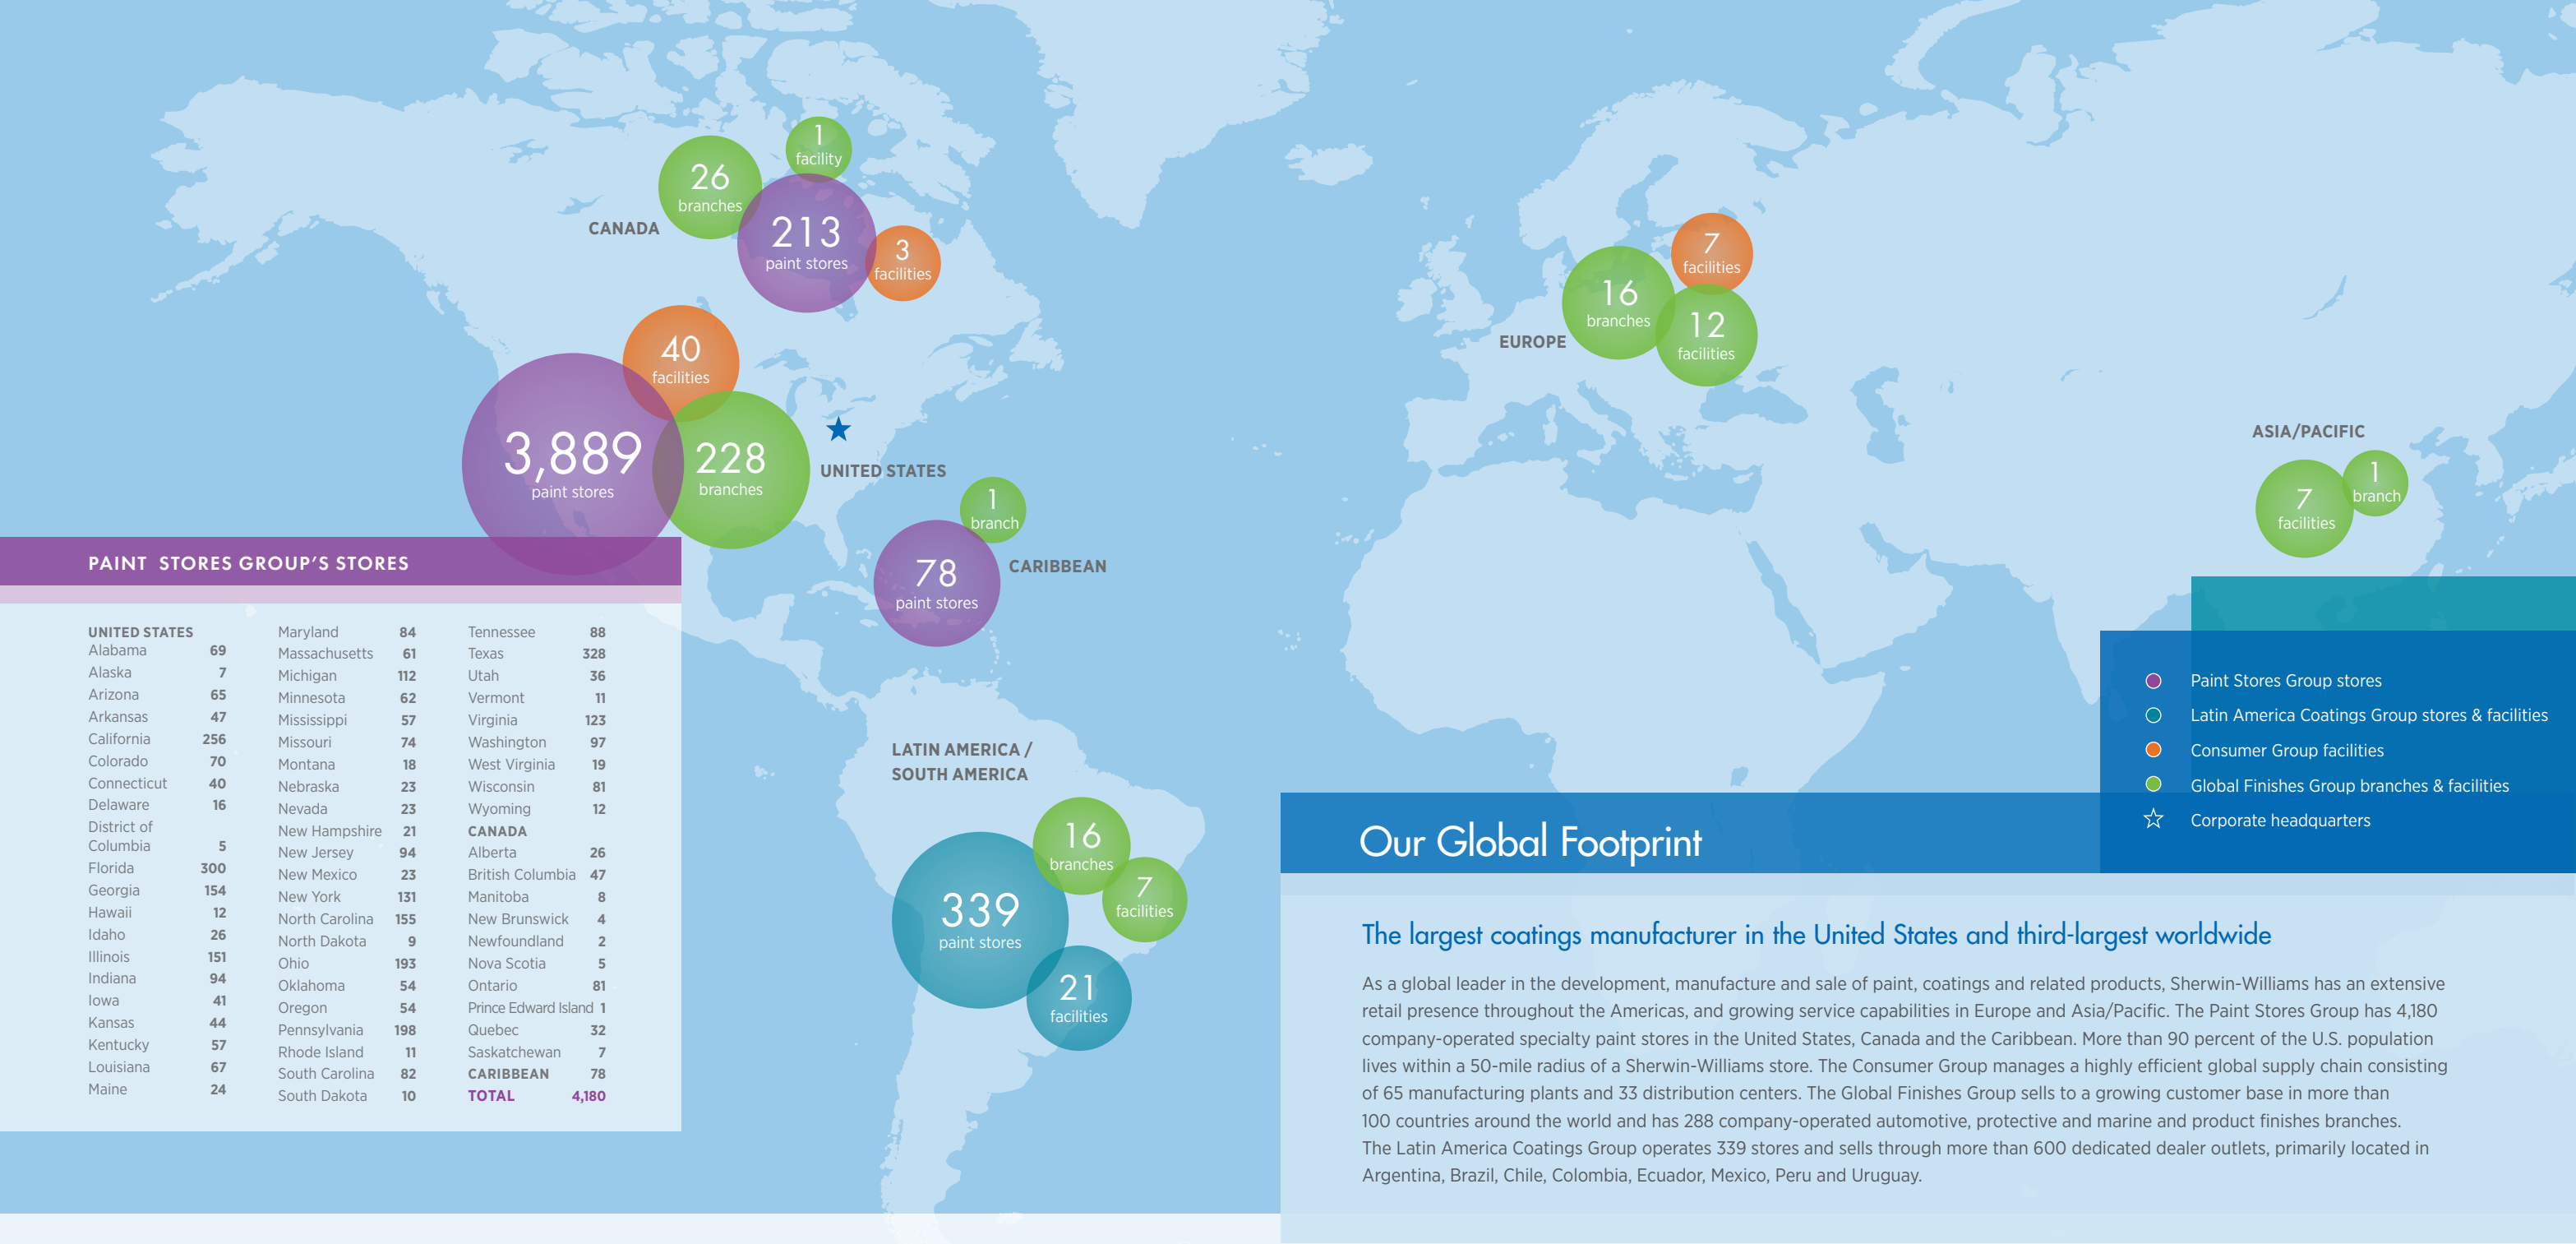 1
facility
26
branches
CANADA
213
paint stores
3
facilities
40
facilities
3,889
paint stores
228
branches
UNITED STATES
1
branch
78
paint stores
CARIBBEAN
7
facilities
16
branches
12
facilities
EUROPE
ASIA/PACIFIC
7
facilities
1
branch
LATIN AMERICA /
SOUTH AMERICA
16
branches
7
facilities
339
paint stores
21
facilities
PAINT STORES GROUP'S STORES
UNITED STATES
Alabama 69
Alaska 7
Arizona 65
Arkansas 47
California 256
Colorado 70
Connecticut 40
Delaware 16
District of
Columbia 5
Florida 300
Georgia 154
Hawaii 12
Idaho 26
Illinois 151
Indiana 94
Iowa 41
Kansas 44
Kentucky 57
Louisiana 67
Maine 24
Maryland 84
Massachusetts 61
Michigan 112
Minnesota 62
Mississippi 57
Missouri 74
Montana 18
Nebraska 23
Nevada 23
New Hampshire 21
New Jersey 94
New Mexico 23
New York 131
North Carolina 155
North Dakota 9
Ohio 193
Oklahoma 54
Oregon 54
Pennsylvania 198
Rhode Island 11
South Carolina 82
South Dakota 10
Tennessee 88
Texas 328
Utah 36
Vermont 11
Virginia 123
Washington 97
West Virginia 19
Wisconsin 81
Wyoming 12
CANADA
Alberta 26
British Columbia 47
Manitoba 8
New Brunswick 4
Newfoundland 2
Nova Scotia 5
Ontario 81
Prince Edward Island 1
Quebec 32
Saskatchewan 7
CARIBBEAN 78
TOTAL 4,180
Paint Stores Group stores
Latin America Coatings Group stores & facilities
Consumer Group facilities
Global Finishes Group branches & facilities
Corporate headquarters
Our Global Footprint
The largest coatings manufacturer in the United States and third-largest worldwide
As a global leader in the development, manufacture and sale of paint, coatings and related products, Sherwin-Williams has an extensive
retail presence throughout the Americas, and growing service capabilities in Europe and Asia/Pacific. The Paint Stores Group has 4,180
company-operated specialty paint stores in the United States, Canada and the Caribbean. More than 90 percent of the U.S. population
lives within a 50-mile radius of a Sherwin-Williams store. The Consumer Group manages a highly efficient global supply chain consisting
of 65 manufacturing plants and 33 distribution centers. The Global Finishes Group sells to a growing customer base in more than
100 countries around the world and has 288 company-operated automotive, protective and marine and product finishes branches.
The Latin America Coatings Group operates 339 stores and sells through more than 600 dedicated dealer outlets, primarily located in
Argentina, Brazil, Chile, Colombia, Ecuador, Mexico, Peru and Uruguay.